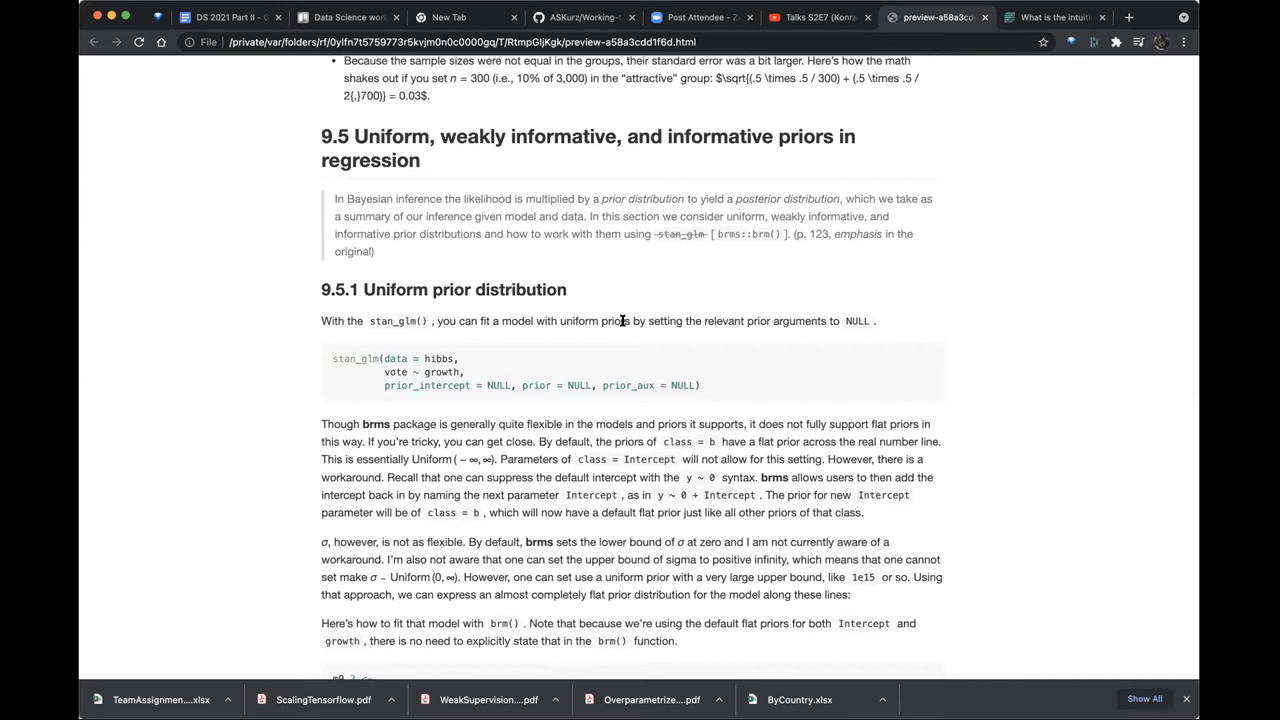 DS 2021 Part II - G
Data Science wor
New Tab
ASKurz/Working-
Post Attendee - Z
Talks S2E7 (Konra
preview-a58a3cdd
What is the intuiti
File /private/var/folders/rf/0ylfn7t5759773r5kvjm0n0c0000gq/T/RtmpGIjKgk/preview-a58a3cdd1f6d.html
Because the sample sizes were not equal in the groups, their standard error was a bit larger. Here's how the math
shakes out if you set n = 300 (i.e., 10% of 3,000) in the “attractive” group: $\sqrt{(.5 \times .5 / 300) + (.5 \times .5 /
2{,}700)} = 0.03$.
9.5 Uniform, weakly informative, and informative priors in
regression
In Bayesian inference the likelihood is multiplied by a prior distribution to yield a posterior distribution, which we take as
a summary of our inference given model and data. In this section we consider uniform, weakly informative, and
informative prior distributions and how to work with them using stan_glm [ brms::brm() ]. (p. 123, emphasis in the
original)
9.5.1 Uniform prior distribution
With the stan_glm() , you can fit a model with uniform priors by setting the relevant prior arguments to NULL .
stan_glm(data = hibbs,
vote ~ growth,
prior_intercept = NULL, prior = NULL, prior_aux = NULL)
Though brms package is generally quite flexible in the models and priors it supports, it does not fully support flat priors in
this way. If you're tricky, you can get close. By default, the priors of class = b have a flat prior across the real number line.
This is essentially Uniform(−∞,∞). Parameters of class = Intercept will not allow for this setting. However, there is a
workaround. Recall that one can suppress the default intercept with the y ~ 0 syntax. brms allows users to then add the
intercept back in by naming the next parameter Intercept , as in y ~ 0 + Intercept . The prior for new Intercept
parameter will be of class = b , which will now have a default flat prior just like all other priors of that class.
σ, however, is not as flexible. By default, brms sets the lower bound of σ at zero and I am not currently aware of a
workaround. I'm also not aware that one can set the upper bound of sigma to positive infinity, which means that one cannot
set make σ ~ Uniform(0,∞). However, one can set use a uniform prior with a very large upper bound, like 1e15 or so. Using
that approach, we can express an almost completely flat prior distribution for the model along these lines:
Here's how to fit that model with brm() . Note that because we're using the default flat priors for both Intercept and
growth , there is no need to explicitly state that in the brm() function.
m9.3 <-
TeamAssignmen....xlsx
ScalingTensorflow.pdf
WeakSupervision....pdf
Overparametrize....pdf
ByCountry.xlsx
Show All